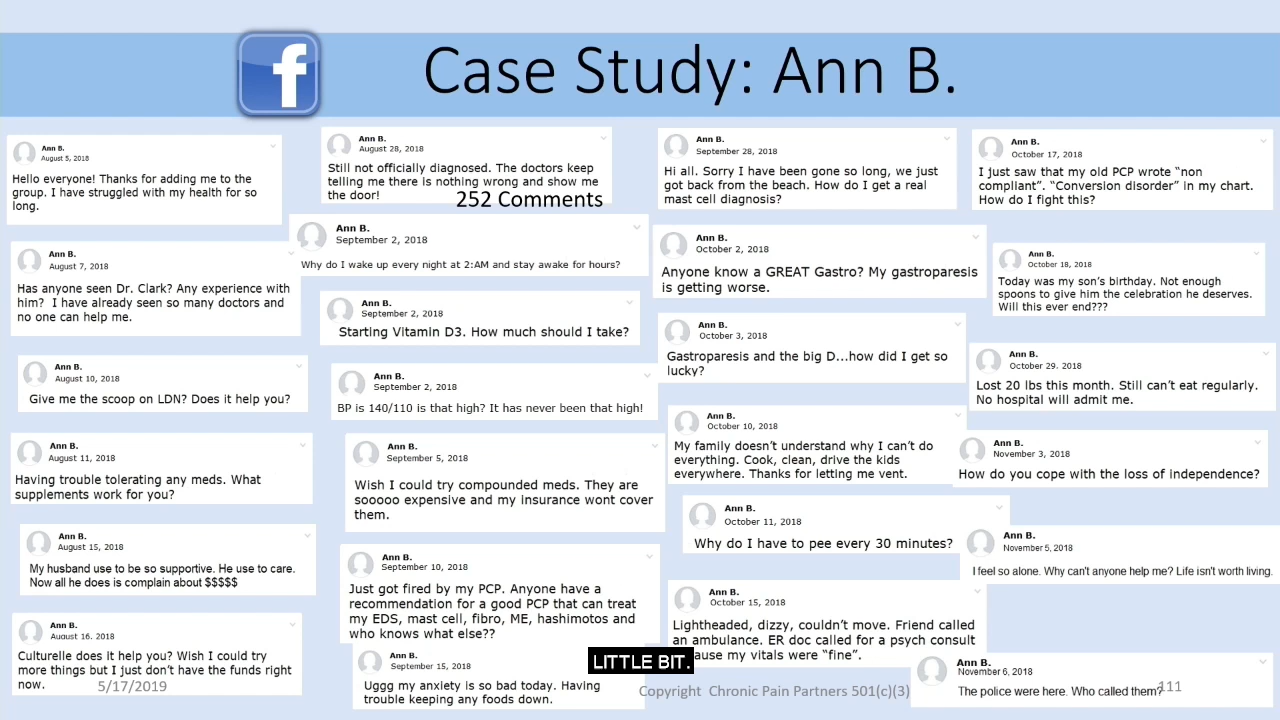 f
Case Study: Ann B.
Ann B.
August 5, 2018
Hello everyone! Thanks for adding me to the
group. I have struggled with my health for so
long.
Ann B.
August 7, 2018
Has anyone seen Dr. Clark? Any experience with
him?  I have already seen so many doctors and
no one can help me.
Ann B.
August 10, 2018
Give me the scoop on LDN? Does it help you?
Ann B.
August 11, 2018
Having trouble tolerating any meds. What
supplements work for you?
Ann B.
August 15, 2018
My husband use to be so supportive. He use to care.
Now all he does is complain about $$$$$
Ann B.
August 16, 2018
Culturelle does it help you? Wish I could try
more things but I just don't have the funds right
now.
5/17/2019
Ann B.
August 28, 2018
Still not officially diagnosed. The doctors keep
telling me there is nothing wrong and show me
the door!
252 Comments
Ann B.
September 2, 2018
Why do I wake up every night at 2:AM and stay awake for hours?
Ann B.
September 2, 2018
Starting Vitamin D3. How much should I take?
Ann B.
September 2, 2018
BP is 140/110 is that high? It has never been that high!
Ann B.
September 5, 2018
Wish I could try compounded meds. They are
sooooo expensive and my insurance wont cover
them.
Ann B.
September 10, 2018
Just got fired by my PCP. Anyone have a
recommendation for a good PCP that can treat
my EDS, mast cell, fibro, ME, hashimotos and
who knows what else??
Ann B.
September 15, 2018
Uggg my anxiety is so bad today. Having
trouble keeping any foods down.
LITTLE BIT.
Ann B.
September 28, 2018
Hi all. Sorry I have been gone so long, we just
got back from the beach. How do I get a real
mast cell diagnosis?
Ann B.
October 2, 2018
Anyone know a GREAT Gastro? My gastroparesis
is getting worse.
Ann B.
October 3, 2018
Gastroparesis and the big D...how did I get so
lucky?
Ann B.
October 10, 2018
My family doesn't understand why I can't do
everything. Cook, clean, drive the kids
everywhere. Thanks for letting me vent.
Ann B.
October 11, 2018
Why do I have to pee every 30 minutes?
Ann B.
October 15, 2018
Lightheaded, dizzy, couldn't move. Friend called
an ambulance. ER doc called for a psych consult
ause my vitals were "fine".
Copyright  Chronic Pain Partners 501(c)(3)
Ann B.
October 17, 2018
I just saw that my old PCP wrote "non
compliant". "Conversion disorder" in my chart.
How do I fight this?
Ann B.
October 18, 2018
Today was my son's birthday. Not enough
spoons to give him the celebration he deserves.
Will this ever end???
Ann B.
October 29, 2018
Lost 20 lbs this month. Still can't eat regularly.
No hospital will admit me.
Ann B.
November 3, 2018
How do you cope with the loss of independence?
Ann B.
November 5, 2018
I feel so alone. Why can't anyone help me? Life isn't worth living.
Ann B.
November 6, 2018
The police were here. Who called them?
111